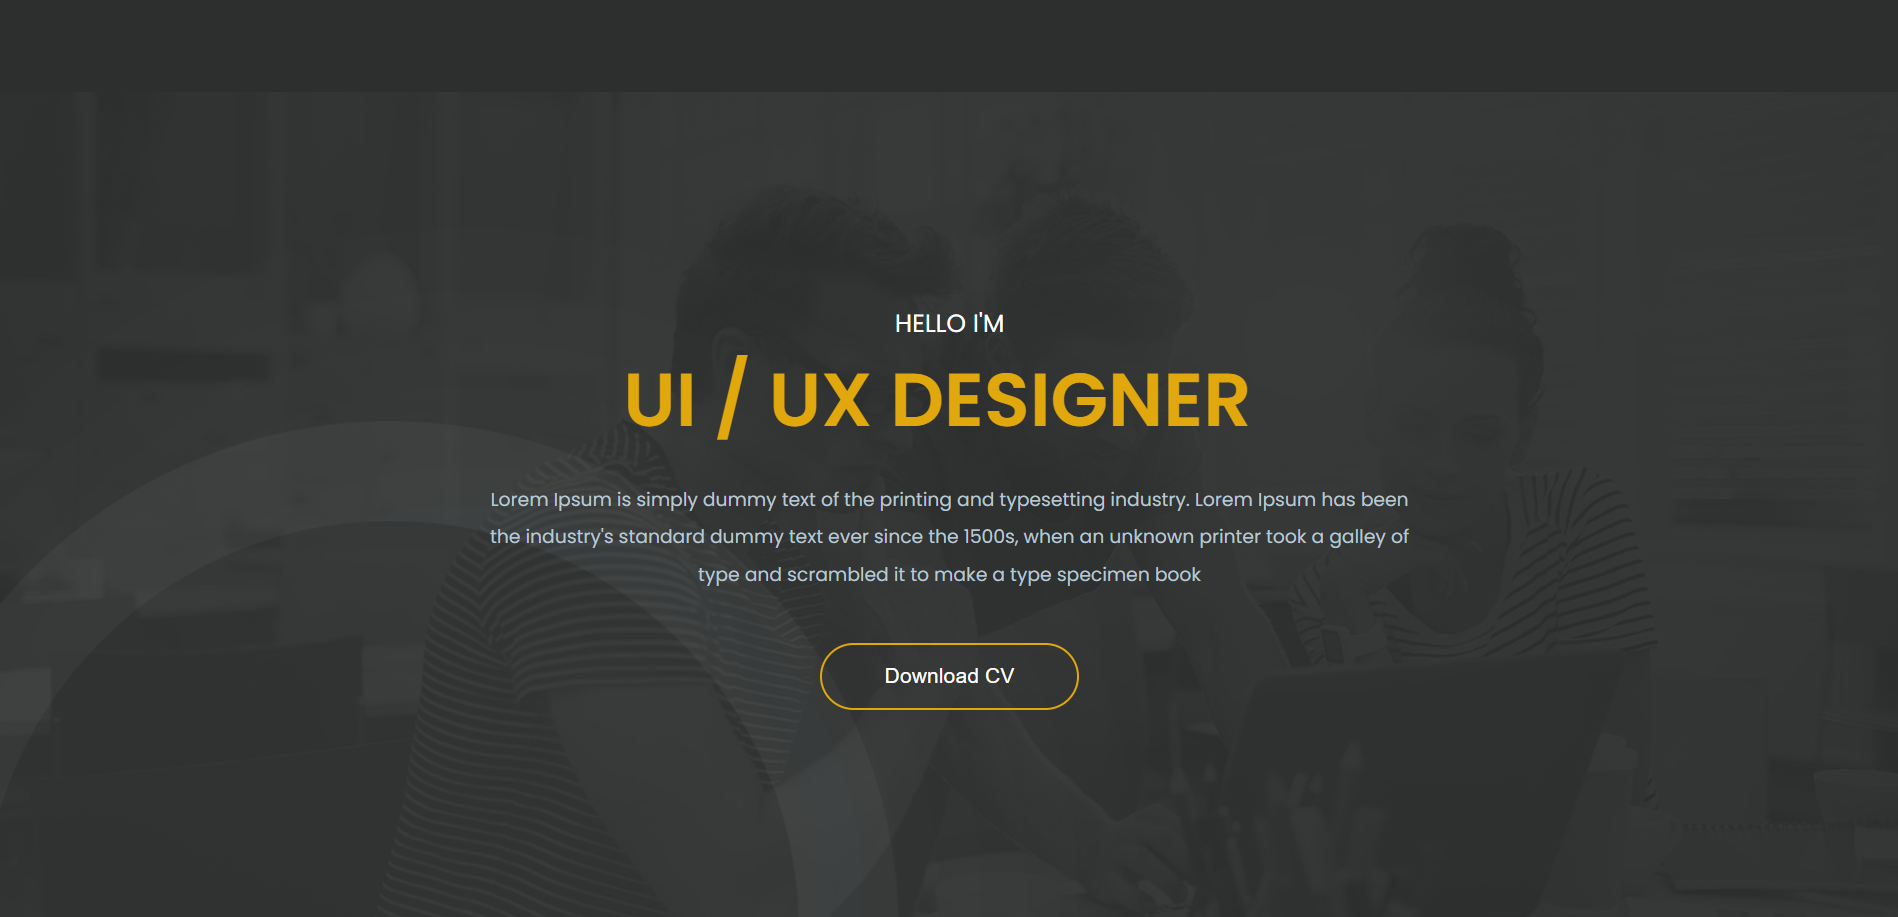 HELLO I'M
UI / UX DESIGNER
Lorem Ipsum is simply dummy text of the printing and typesetting industry. Lorem Ipsum has been
the industry's standard dummy text ever since the 1500s, when an unknown printer took a galley of
type and scrambled it to make a type specimen book
Download CV